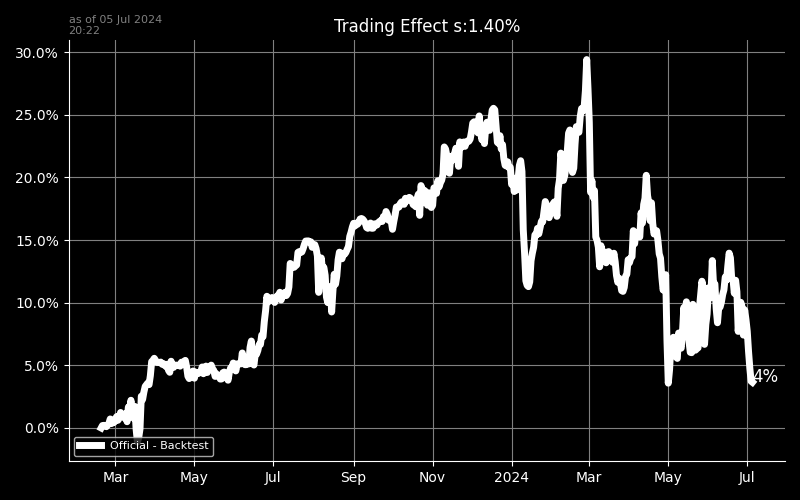 as of 05 Jul 2024
20:22
Trading Effect s:1.40%
30.0%
25.0%
20.0%
15.0%
10.0%
5.0%
0.0%
4%
Official - Backtest
Mar May Jul Sep Nov 2024 Mar May Jul